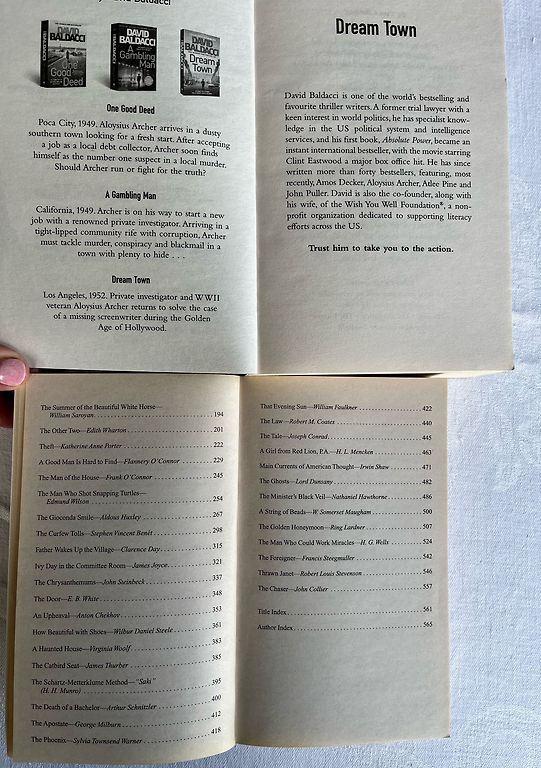 David Baldacci
DAVID
BALDACCI
One
Good
Deed
DAVID
BALDACCI
A
Gambling
Man
DAVID
BALDACCI
Dream
Town
One Good Deed
Poca City, 1949. Aloysius Archer arrives in a dusty
southern town looking for a fresh start. After accepting
a job as a local debt collector, Archer soon finds
himself as the number one suspect in a local murder.
Should Archer run or fight for the truth?
A Gambling Man
California, 1949. Archer is on his way to start a new
job with a renowned private investigator. Arriving in a
tight-lipped community rife with corruption, Archer
must tackle murder, conspiracy and blackmail in a
town with plenty to hide . . .
Dream Town
Los Angeles, 1952. Private investigator and WWII
veteran Aloysius Archer returns to solve the case
of a missing screenwriter during the Golden
Age of Hollywood.
Dream Town
David Baldacci is one of the world's bestselling and
favourite thriller writers. A former trial lawyer with a
keen interest in world politics, he has specialist know-
ledge in the US political system and intelligence
services, and his first book, Absolute Power, became an
instant international bestseller, with the movie starring
Clint Eastwood a major box office hit. He has since
written more than forty bestsellers, featuring, most
recently, Amos Decker, Aloysius Archer, Atlee Pine and
John Puller. David is also the co-founder, along with
his wife, of the Wish You Well Foundation®, a non-
profit organization dedicated to supporting literacy
efforts across the US.
Trust him to take you to the action.
The Summer of the Beautiful White Horse—
William Saroyan 194
The Other Two—Edith Wharton 201
Theft—Katherine Anne Porter 222
A Good Man Is Hard to Find—Flannery O'Connor 229
The Man of the House—Frank O'Connor 245
The Man Who Shot Snapping Turtles—
Edmund Wilson 254
The Gioconda Smile—Aldous Huxley 267
The Curfew Tolls—Stephen Vincent Benét 298
Father Wakes Up the Village—Clarence Day 315
Ivy Day in the Committee Room—James Joyce 321
The Chrysanthemums—John Steinbeck 337
The Door—E. B. White 348
An Upheaval—Anton Chekhov 353
How Beautiful with Shoes—Wilbur Daniel Steele 361
A Haunted House—Virginia Woolf 383
The Catbird Seat—James Thurber 385
The Schartz-Metterklume Method—"Saki"
(H. H. Munro) 395
The Death of a Bachelor—Arthur Schnitzler 400
The Apostate—George Milburn 412
The Phoenix—Sylvia Townsend Warner 418
That Evening Sun—William Faulkner 422
The Law—Robert M. Coates 440
The Tale—Joseph Conrad 445
A Girl from Red Lion, P.A.—H. L. Mencken 463
Main Currents of American Thought—Irwin Shaw 471
The Ghosts—Lord Dunsany 482
The Minister's Black Veil—Nathaniel Hawthorne 486
A String of Beads—W. Somerset Maugham 500
The Golden Honeymoon—Ring Lardner 507
The Man Who Could Work Miracles—H. G. Wells 524
The Foreigner—Francis Steegmuller 542
Thrawn Janet—Robert Louis Stevenson 546
The Chaser—John Collier 557
Title Index 561
Author Index 565